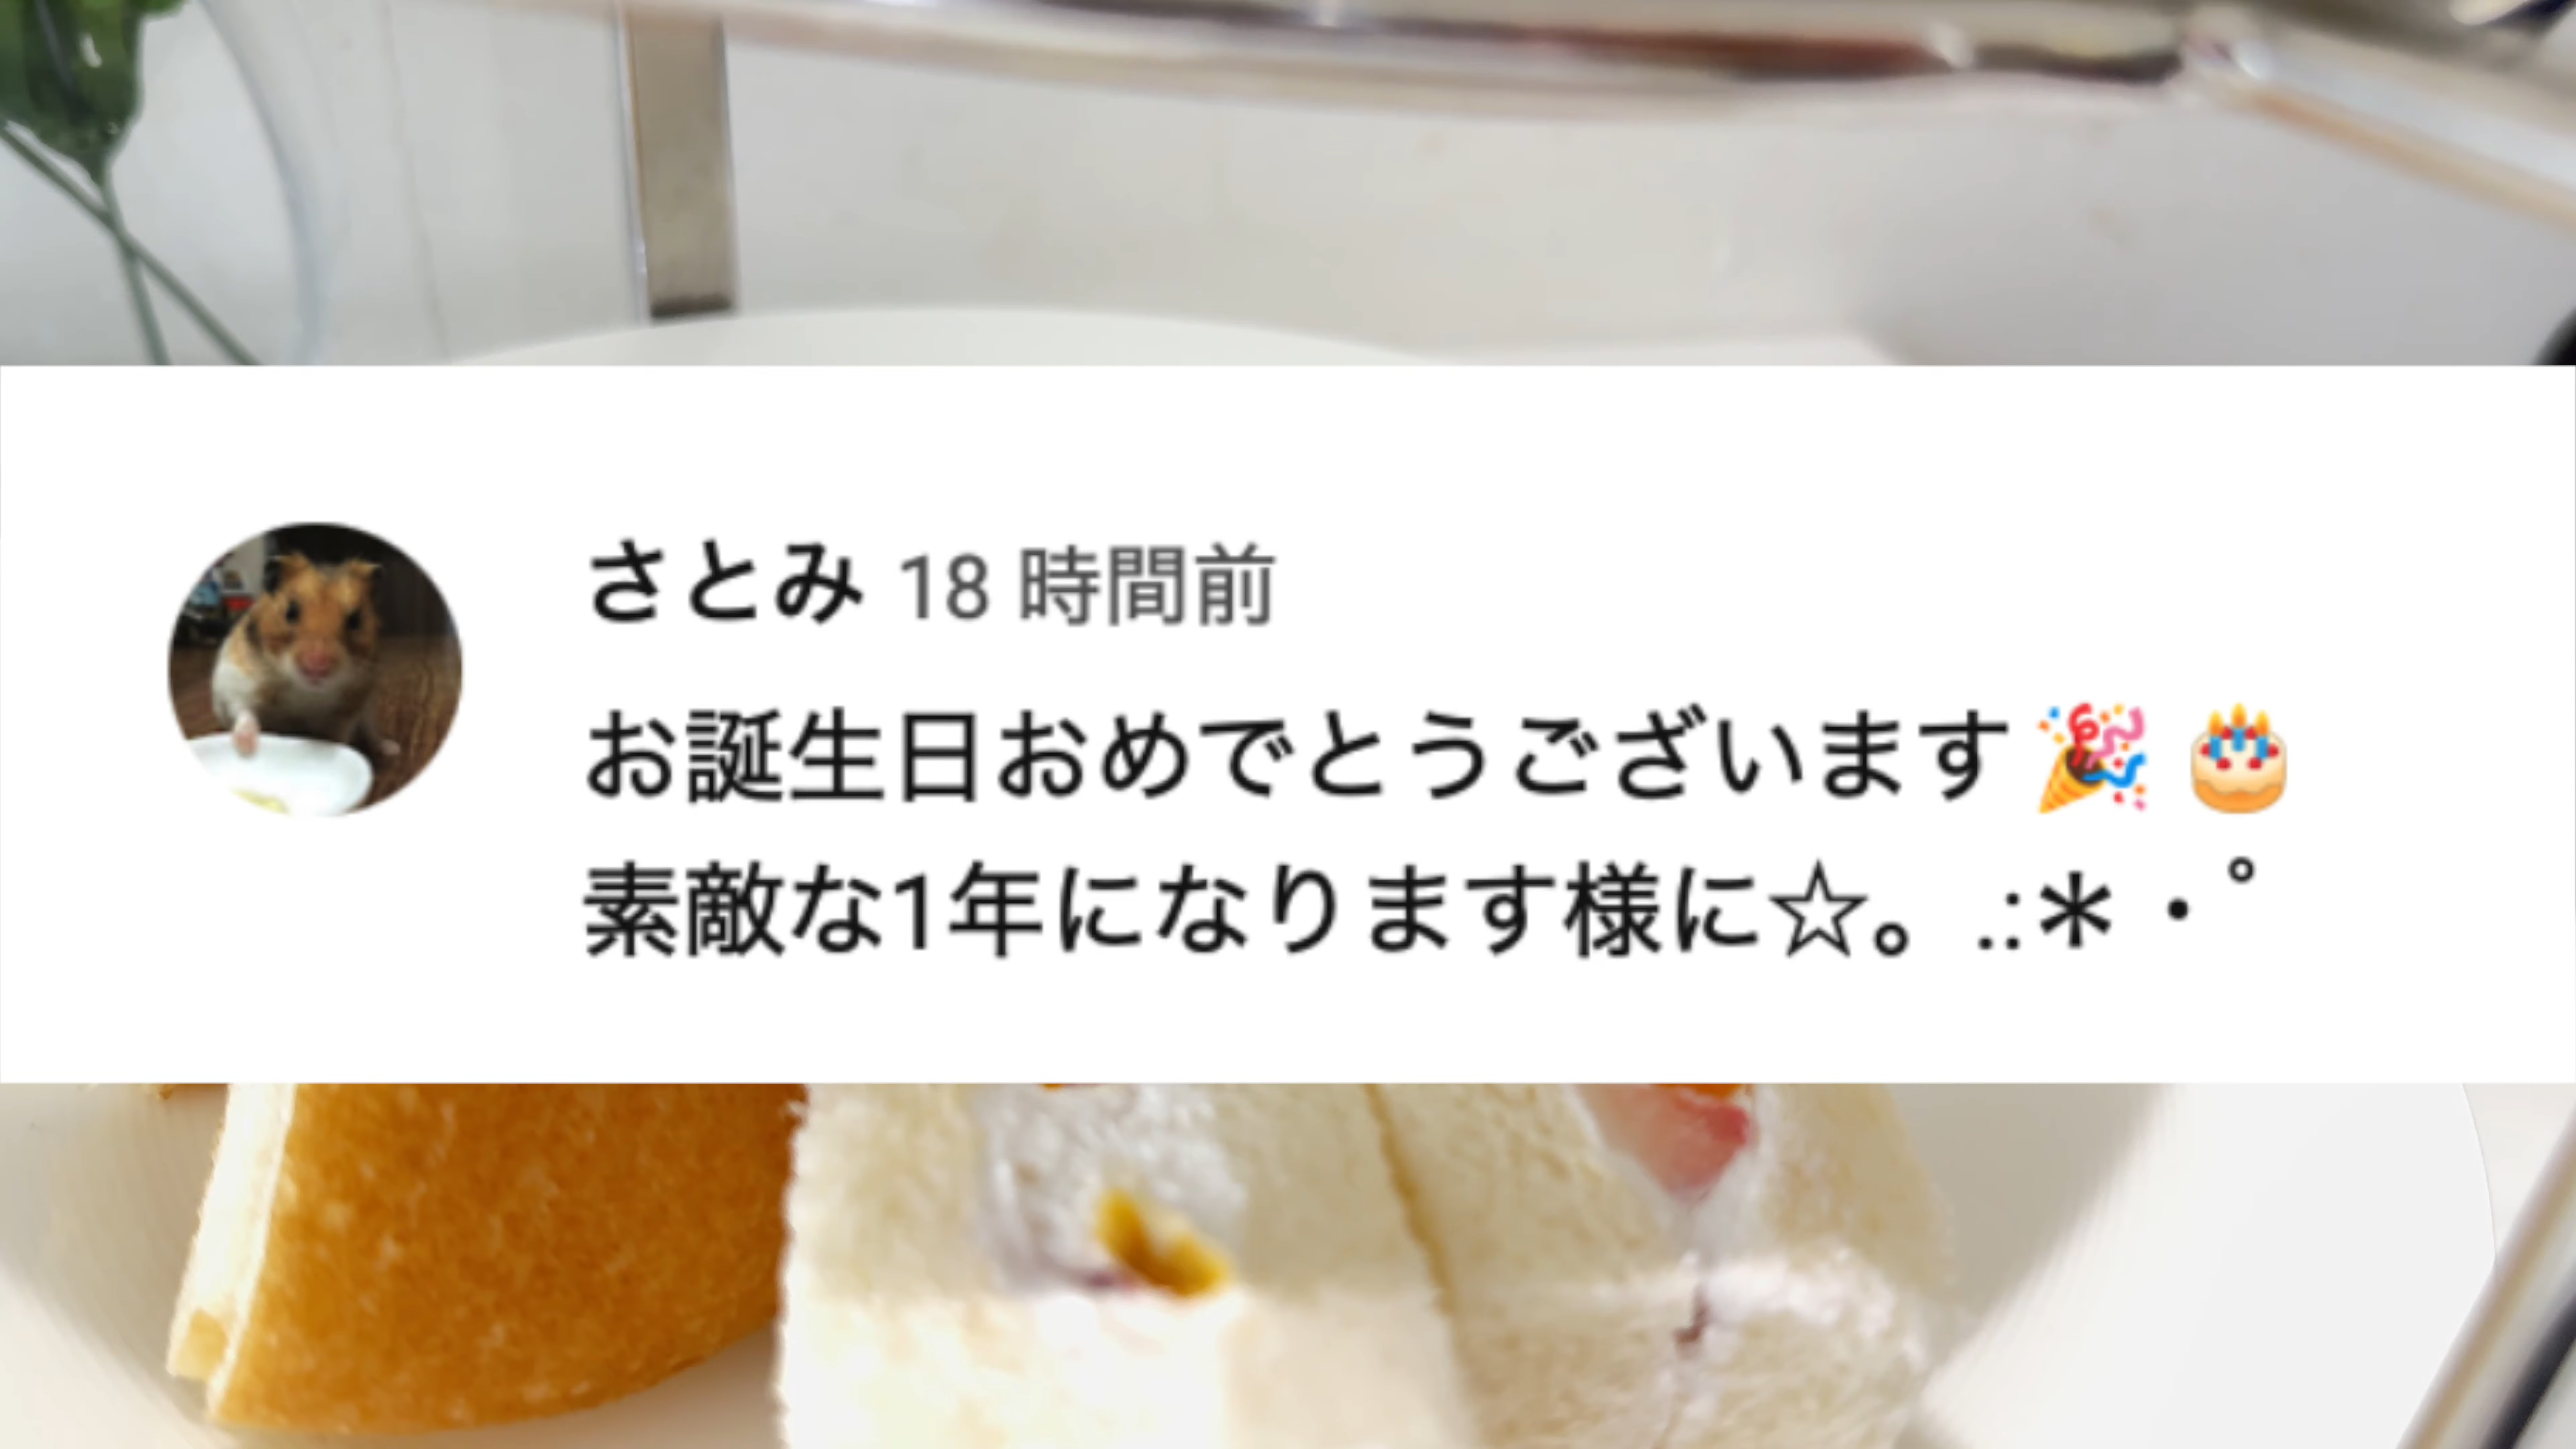 さとみ 18 時間前
お誕生日おめでとうございます🎉 🎂
素敵な1年になります様に☆。.:＊・ﾟ